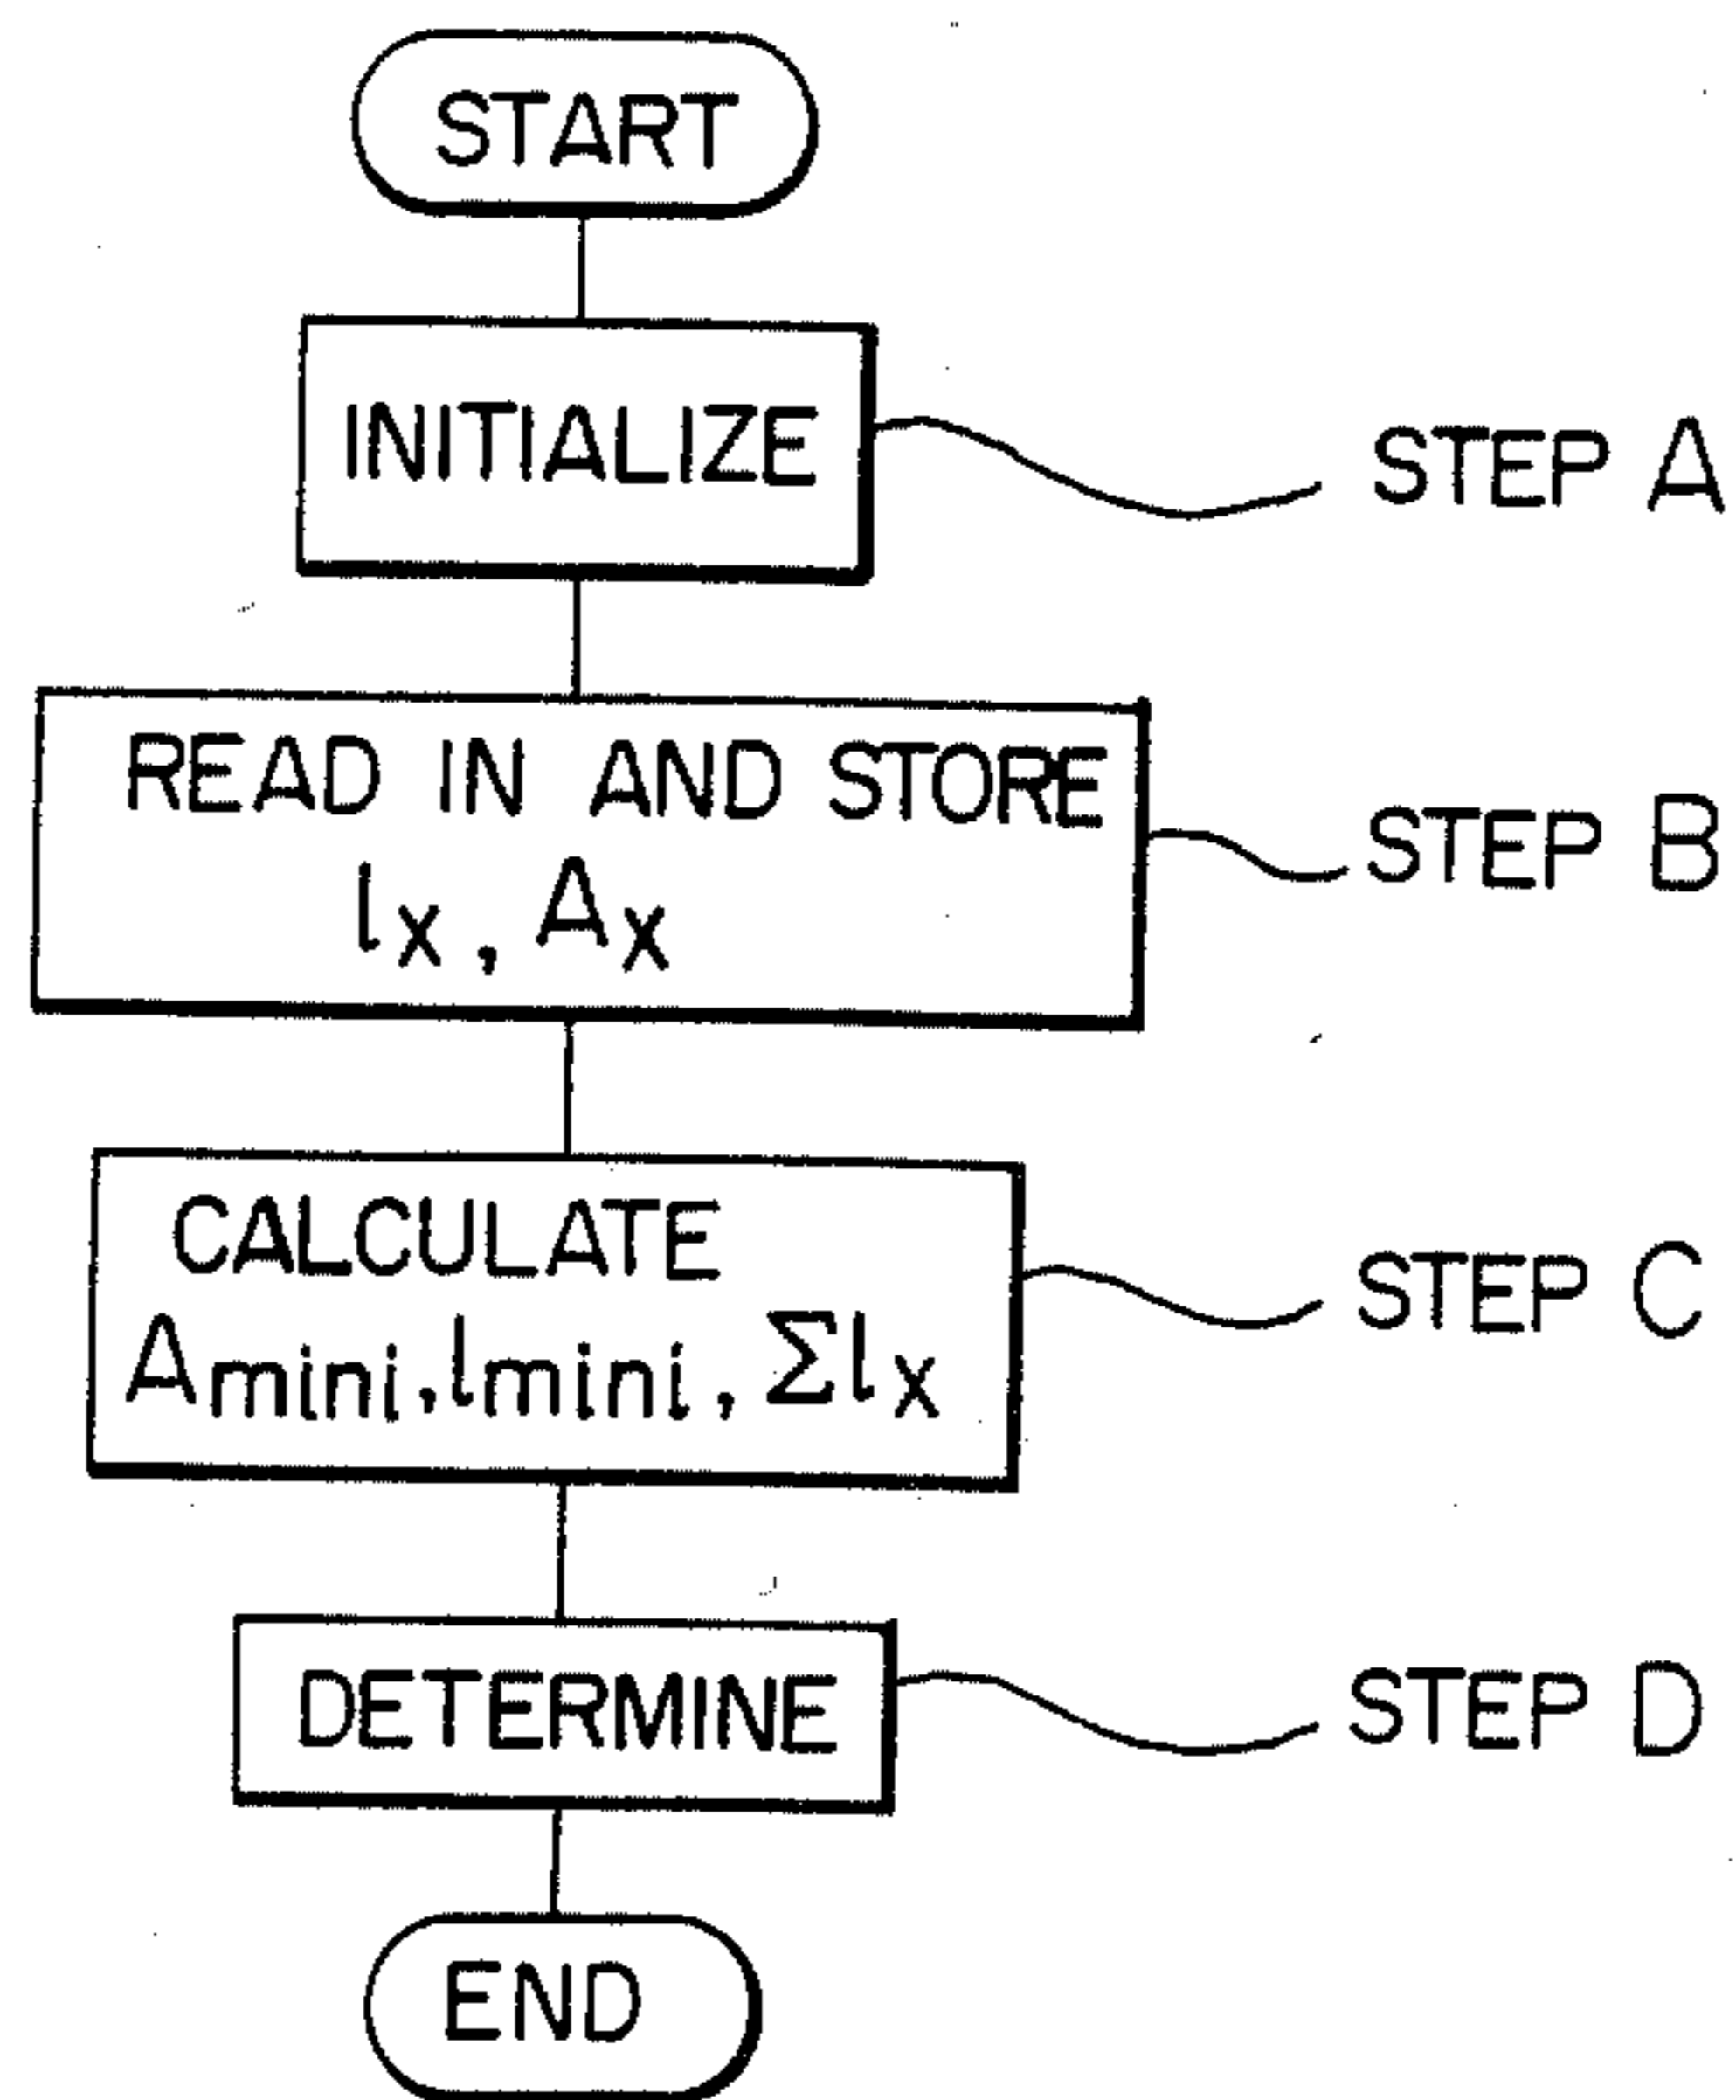 START
INITIALIZE
STEP A
READ IN AND STORE
lx, Ax
STEP B
CALCULATE
Amini, lmini, Σlx
STEP C
DETERMINE
STEP D
END